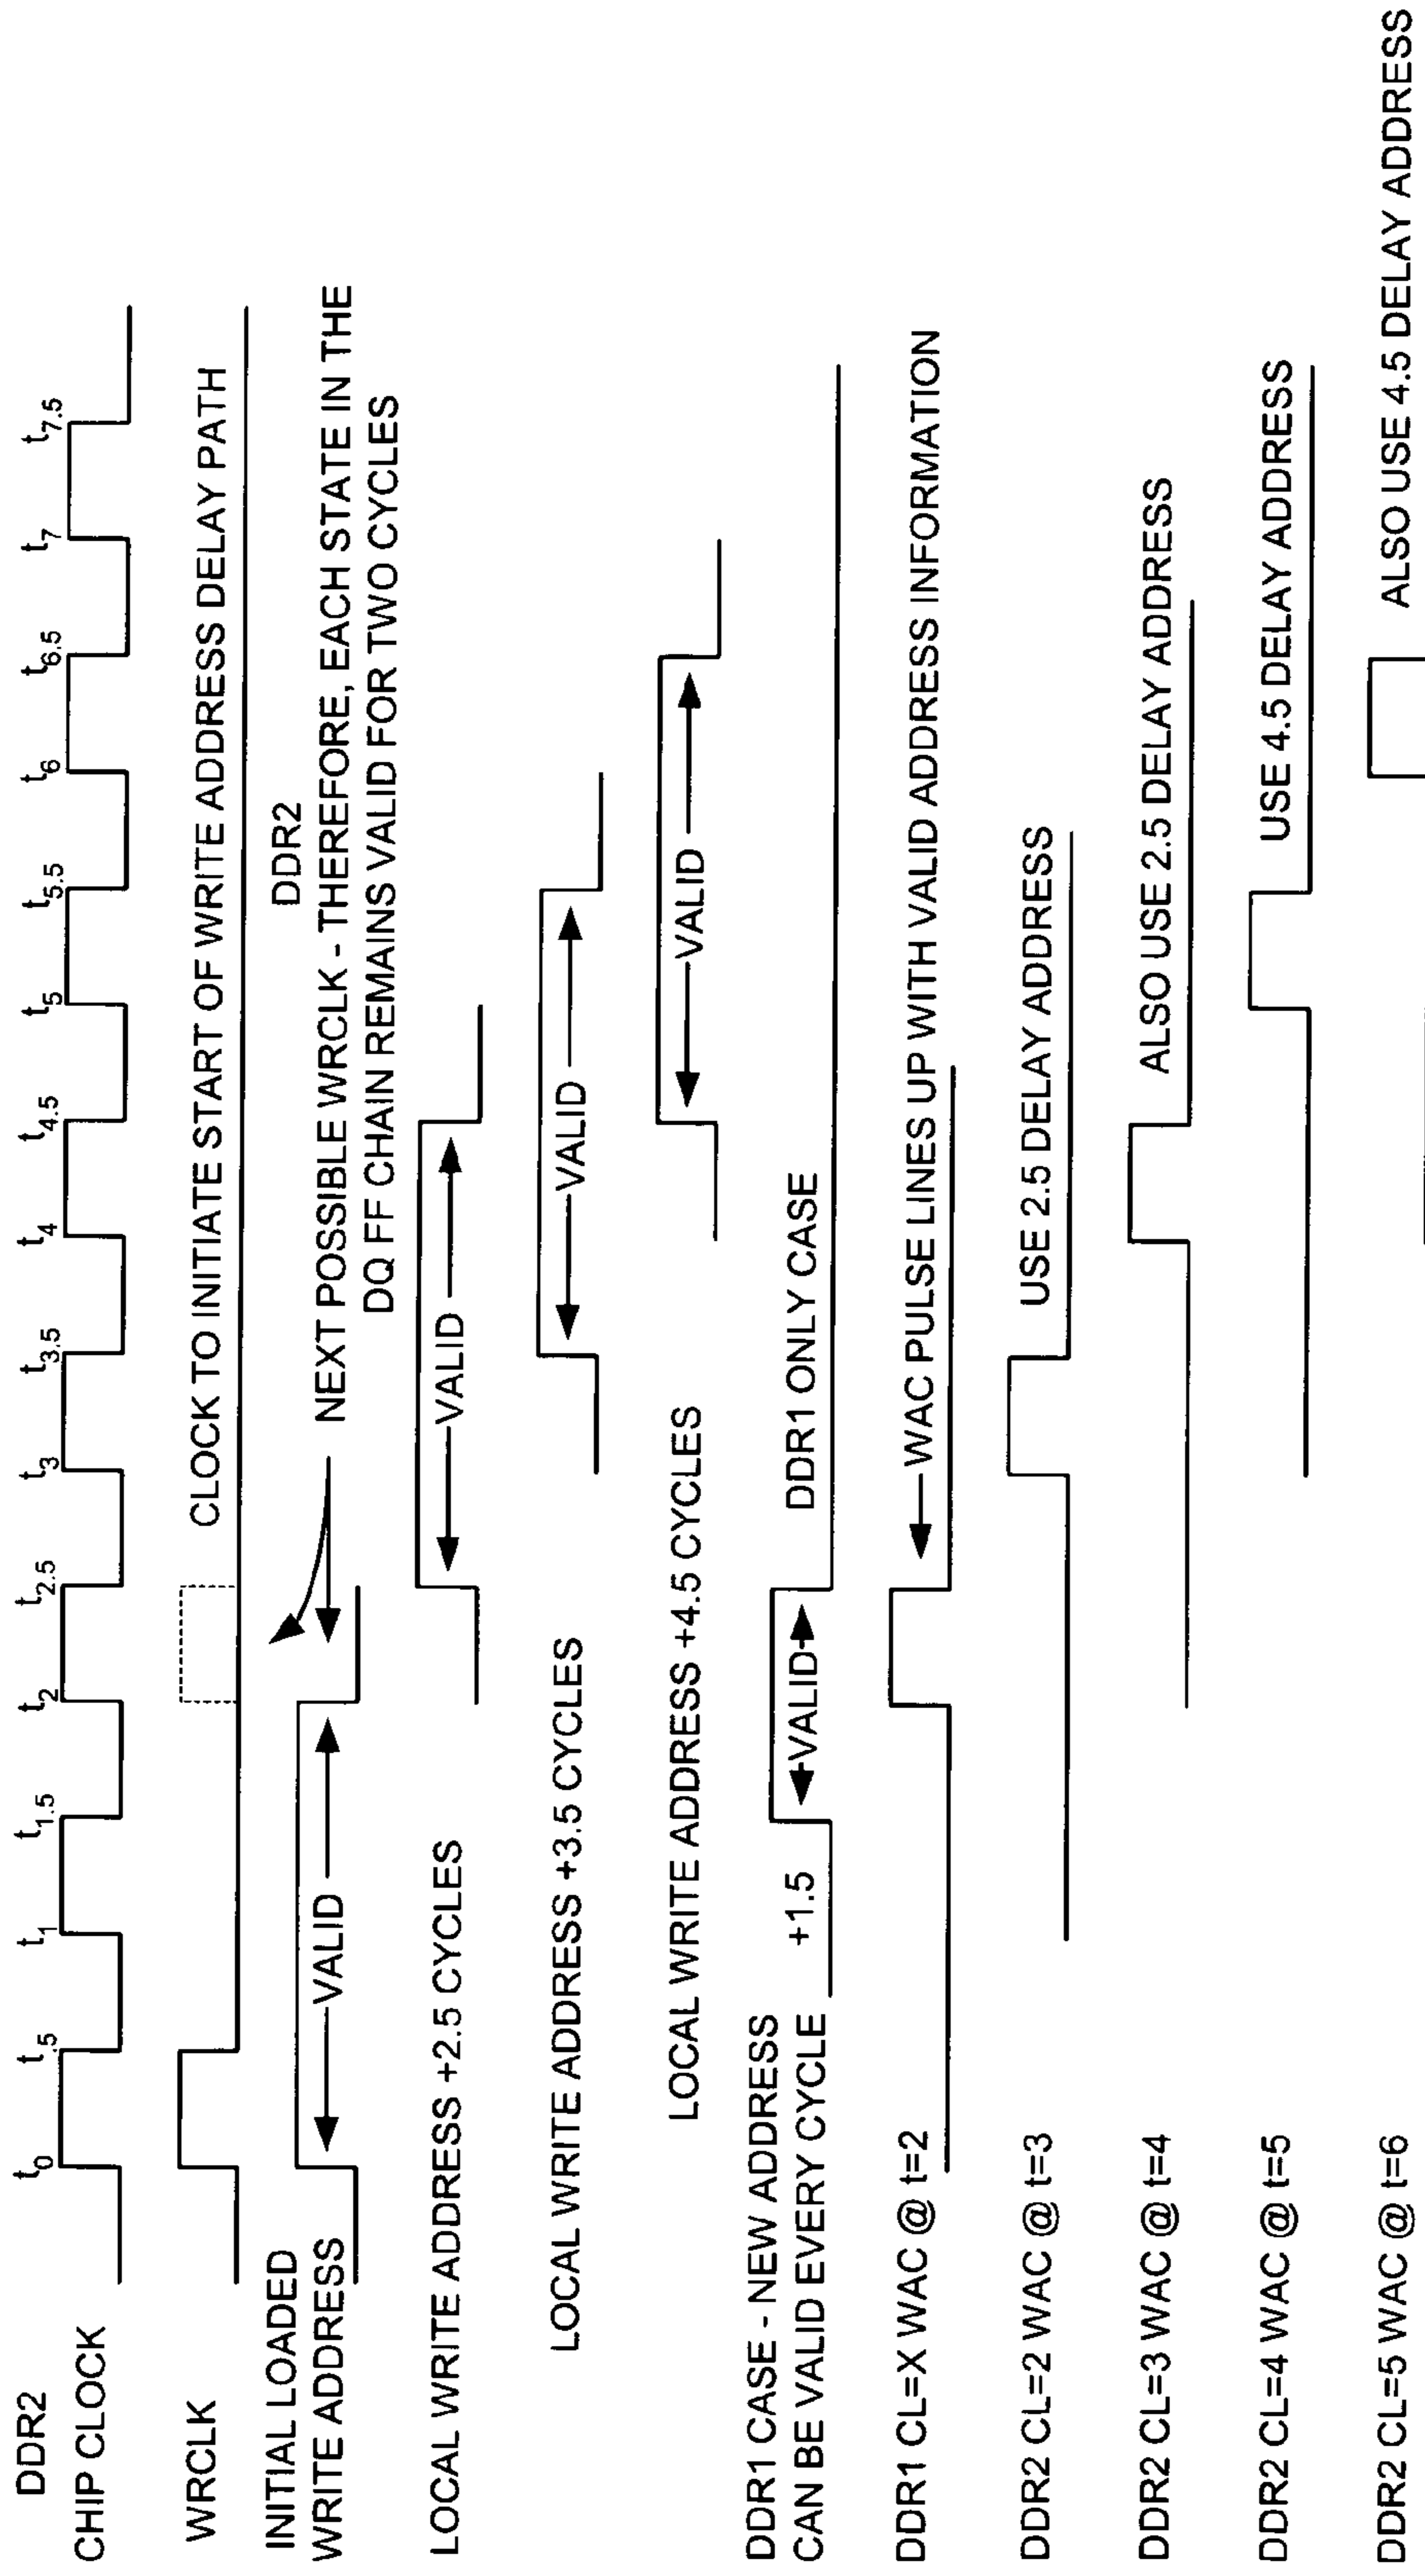 DDR2
t0 t.5 t1 t1.5 t2 t2.5 t3 t3.5 t4 t4.5 t5 t5.5 t6 t6.5 t7 t7.5
CHIP CLOCK
WRCLK
CLOCK TO INITIATE START OF WRITE ADDRESS DELAY PATH
INITIAL LOADED
WRITE ADDRESS
VALID
DDR2
NEXT POSSIBLE WRCLK - THEREFORE, EACH STATE IN THE
DQ FF CHAIN REMAINS VALID FOR TWO CYCLES
LOCAL WRITE ADDRESS +2.5 CYCLES
VALID
LOCAL WRITE ADDRESS +3.5 CYCLES
VALID
LOCAL WRITE ADDRESS +4.5 CYCLES
VALID
DDR1 CASE - NEW ADDRESS
CAN BE VALID EVERY CYCLE
+1.5
VALID
DDR1 ONLY CASE
DDR1 CL=X WAC @ t=2
WAC PULSE LINES UP WITH VALID ADDRESS INFORMATION
DDR2 CL=2 WAC @ t=3
USE 2.5 DELAY ADDRESS
DDR2 CL=3 WAC @ t=4
ALSO USE 2.5 DELAY ADDRESS
DDR2 CL=4 WAC @ t=5
USE 4.5 DELAY ADDRESS
DDR2 CL=5 WAC @ t=6
ALSO USE 4.5 DELAY ADDRESS